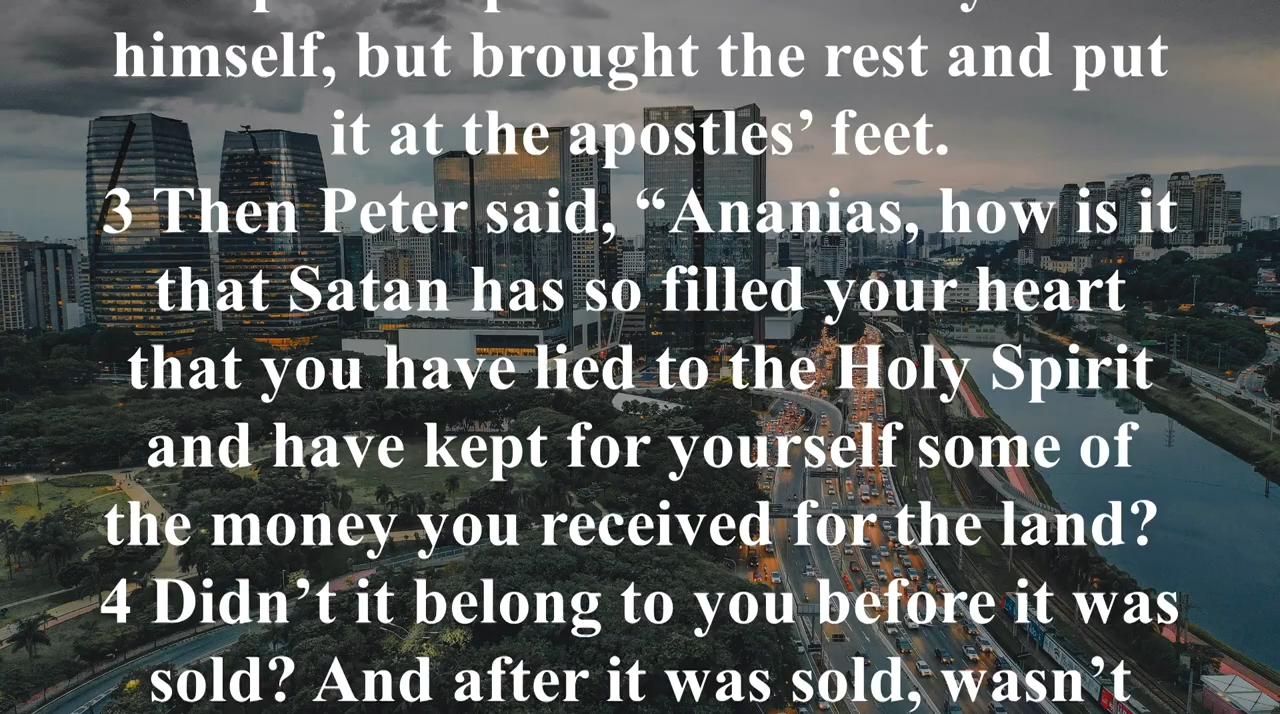 himself, but brought the rest and put
it at the apostles’ feet.
3 Then Peter said, “Ananias, how is it
that Satan has so filled your heart
that you have lied to the Holy Spirit
and have kept for yourself some of
the money you received for the land?
4 Didn’t it belong to you before it was
sold? And after it was sold, wasn’t